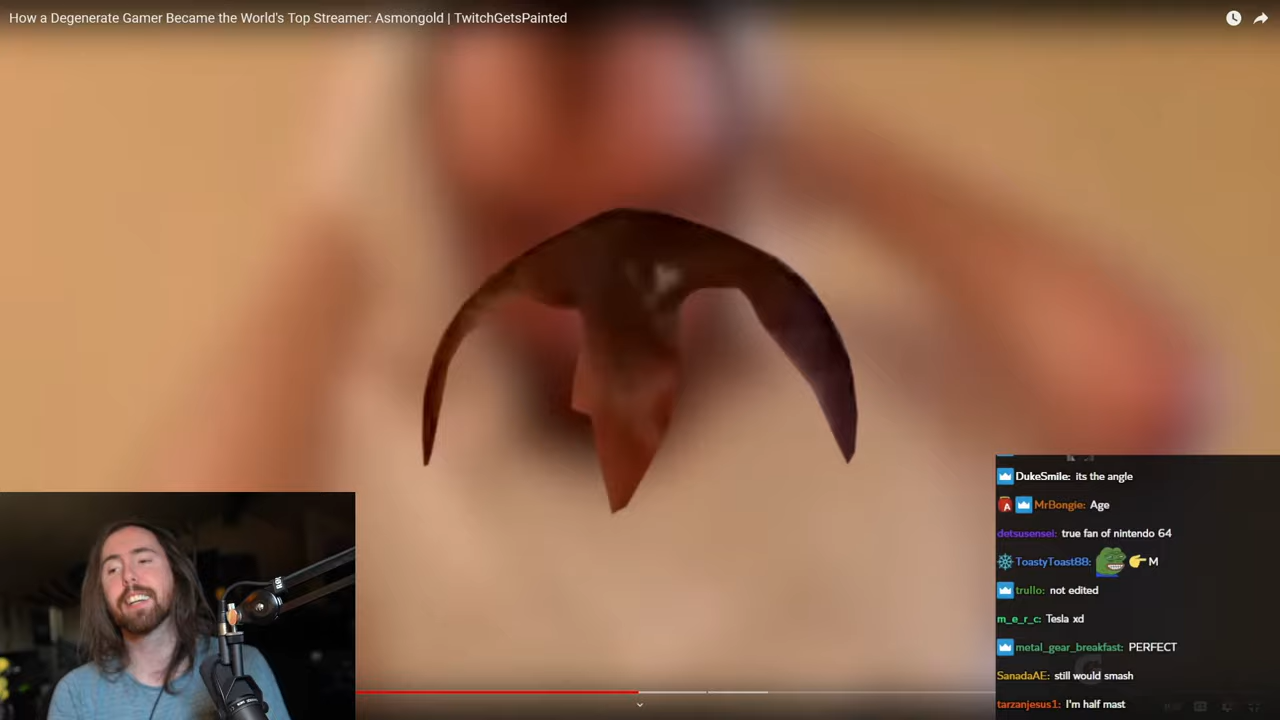 How a Degenerate Gamer Became the World's Top Streamer: Asmongold | TwitchGetsPainted
DukeSmile: its the angle
MrBongie: Age
detsusensei: true fan of nintendo 64
ToastyToast88: M
trullo: not edited
m_e_r_c: Tesla xd
metal_gear_breakfast: PERFECT
SanadaAE: still would smash
tarzanjesus1: I'm half mast